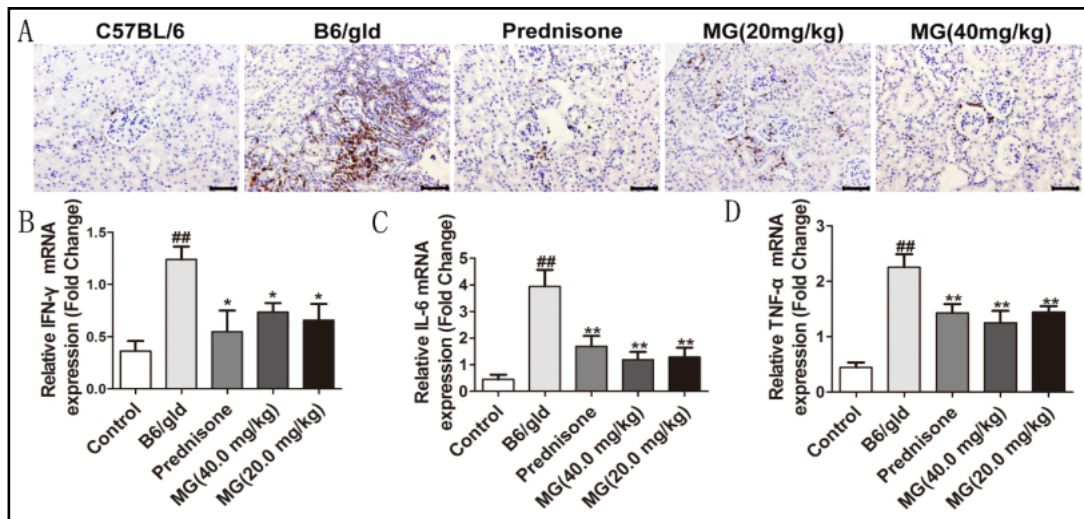 A
C57BL/6
B6/gld
Prednisone
MG(20mg/kg)
MG(40mg/kg)
B
Relative IFN-γ mRNA
expression (Fold Change)
1.5
1.0
0.5
0.0
##
*
*
*
Control
B6/gld
Prednisone
MG(40.0 mg/kg)
MG(20.0 mg/kg)
C
Relative IL-6 mRNA
expression (Fold Change)
5
4
3
2
1
0
##
**
**
**
Control
B6/gld
Prednisone
MG(40.0 mg/kg)
MG(20.0 mg/kg)
D
Relative TNF-α mRNA
expression (Fold Change)
3
2
1
0
##
**
**
**
Control
B6/gld
Prednisone
MG(40.0 mg/kg)
MG(20.0 mg/kg)